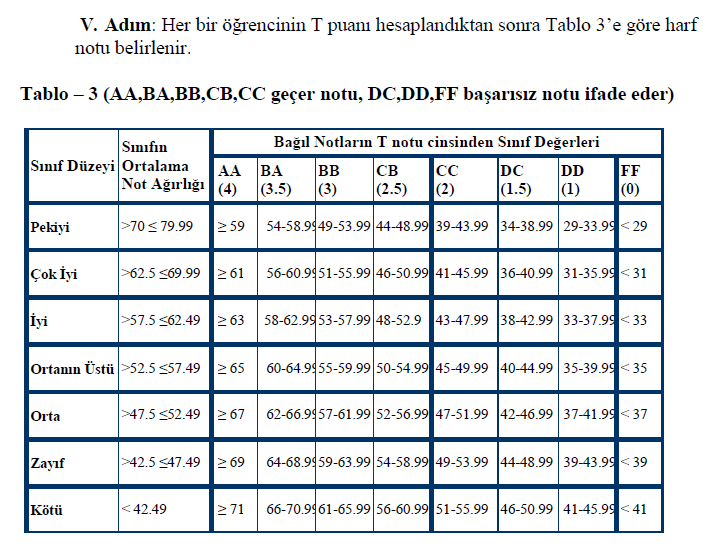 V. Adım: Her bir öğrencinin T puanı hesaplandıktan sonra Tablo 3’e göre harf
notu belirlenir.
Tablo – 3 (AA,BA,BB,CB,CC geçer notu, DC,DD,FF başarısız notu ifade eder)
Sınıf Düzeyi Sınıfın Ortalama Not Ağırlığı Bağıl Notların T notu cinsinden Sınıf Değerleri
AA BA BB CB CC DC DD FF
(4) (3.5) (3) (2.5) (2) (1.5) (1) (0)
Pekiyi >70 ≤ 79.99 ≥ 59 54-58.99 49-53.99 44-48.99 39-43.99 34-38.99 29-33.99 < 29
Çok İyi >62.5 ≤69.99 ≥ 61 56-60.99 51-55.99 46-50.99 41-45.99 36-40.99 31-35.99 < 31
İyi >57.5 ≤62.49 ≥ 63 58-62.99 53-57.99 48-52.9 43-47.99 38-42.99 33-37.99 < 33
Ortanın Üstü >52.5 ≤57.49 ≥ 65 60-64.99 55-59.99 50-54.99 45-49.99 40-44.99 35-39.99 < 35
Orta >47.5 ≤52.49 ≥ 67 62-66.99 57-61.99 52-56.99 47-51.99 42-46.99 37-41.99 < 37
Zayıf >42.5 ≤47.49 ≥ 69 64-68.99 59-63.99 54-58.99 49-53.99 44-48.99 39-43.99 < 39
Kötü < 42.49 ≥ 71 66-70.99 61-65.99 56-60.99 51-55.99 46-50.99 41-45.99 < 41